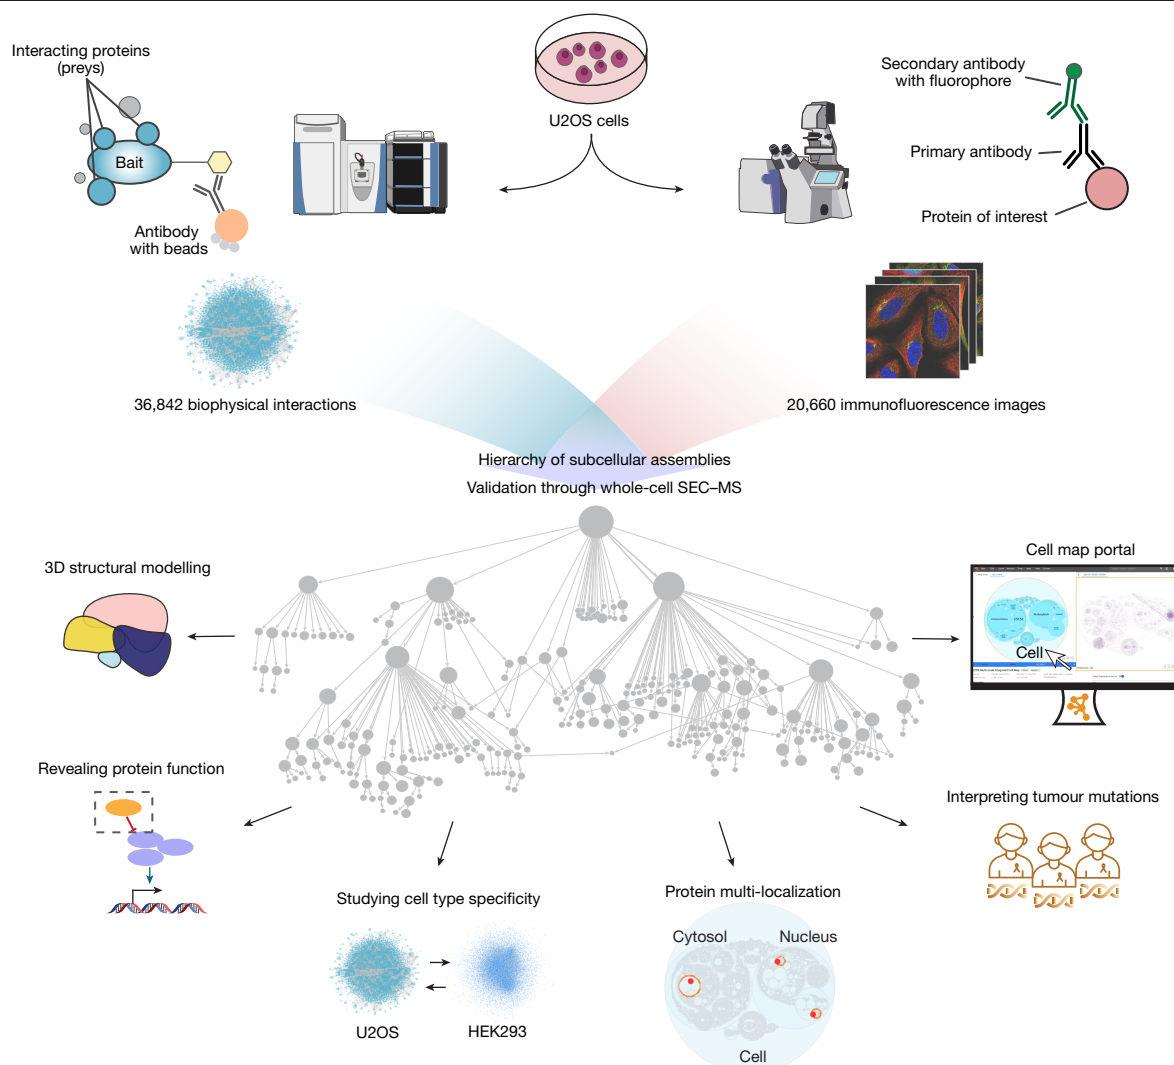 Interacting proteins
(preys)
Bait
Antibody
with beads
U2OS cells
Secondary antibody
with fluorophore
Primary antibody
Protein of interest
36,842 biophysical interactions
20,660 immunofluorescence images
Hierarchy of subcellular assemblies
Validation through whole-cell SEC–MS
3D structural modelling
Cell map portal
Cell
Revealing protein function
Interpreting tumour mutations
Studying cell type specificity
U2OS
HEK293
Protein multi-localization
Cytosol
Nucleus
Cell